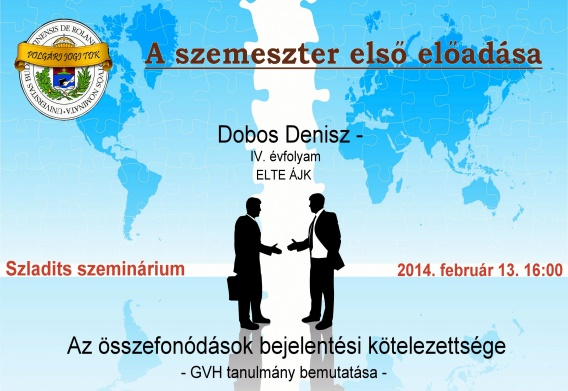 POLGÁRI JOGI TDK
A szemeszter első előadása
Dobos Denisz -
IV. évfolyam
ELTE ÁJK
Szladits szeminárium
2014. február 13. 16:00
Az összefonódások bejelentési kötelezettsége
- GVH tanulmány bemutatása -